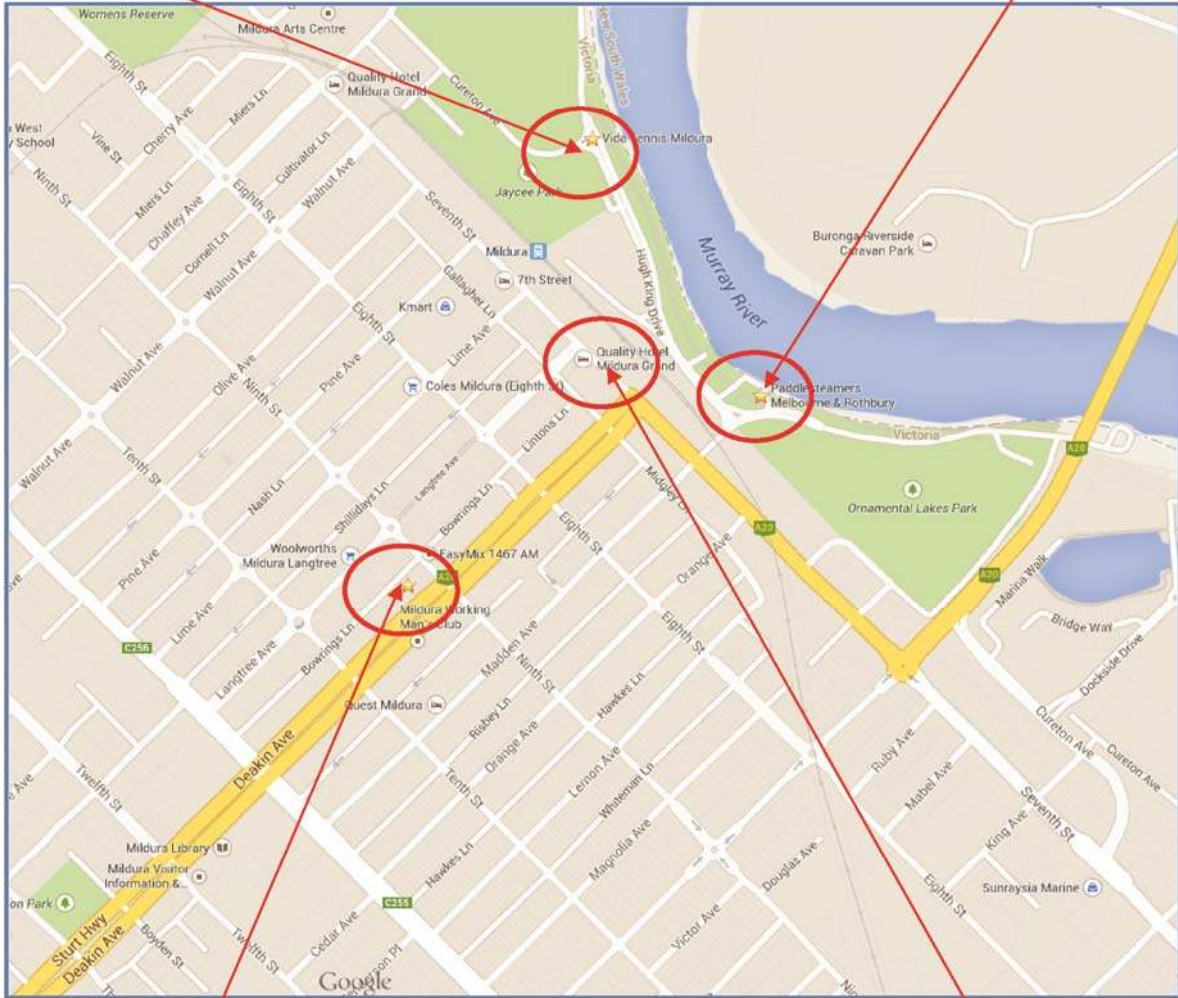 Womens Reserve
Mildura Arts Centre
New South Wales
Victoria
Eighth St
Quality Hotel
Mildura Grand
Cureton Ave
Miers Ln
Cherry Ave
West
School
Vine St
Cultivator Ln
Walnut Ave
Vida Tennis Mildura
Ninth St
Miers Ln
Chaffey Ave
Eighth St
Jaycee Park
Cornell Ln
Walnut Ave
Seventh St
Mildura
Hugh King Drive
Murray River
Buronga Riverside
Caravan Park
Gallagher Ln
7th Street
Kmart
Eighth St
Lime Ave
Walnut Ave
Olive Ave
Pine Ave
Quality Hotel
Mildura Grand
Coles Mildura (Eighth St)
Paddlesteamers
Melbourne & Rothbury
Ninth St
Lintons Ln
Victoria
A20
Walnut Ave
Tenth St
Langtree Ave
Nash Ln
Shillidays Ln
Bowrings Ln
Midgley Ln
Ornamental Lakes Park
A20
Eighth St
Orange Ave
Woolworths
Mildura Langtree
EasyMix 1467 AM
Pine Ave
A20
Marina Walk
Mildura Working
Man's Club
Lime Ave
Bowrings Ln
Madden Ave
Eighth St
Bridge Wall
C256
Langtree Ave
Ninth St
Hawkes Ln
Dockside Drive
Quest Mildura
Risbey Ln
Orange Ave
Cureton Ave
Ruby Ave
Cureton Ave
Deakin Ave
Lemon Ave
Twelfth St
Tenth St
Whiteman Ln
Mabel Ave
Seventh St
Magnolia Ave
King Ave
Mildura Library
Hawkes Ln
Douglas Ave
Mildura Visitor
Information &...
Eighth St
Sunraysia Marine
on Park
C255
Sturt Hwy
Deakin Ave
Boyden St
Twelfth St
Cedar Ave
Victor Ave
Google